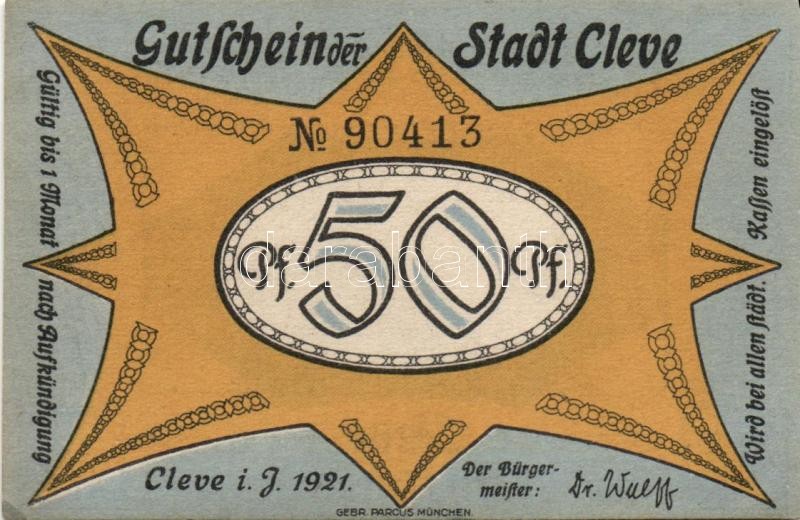 Gutſchein der Stadt Cleve
Gültig bis 1 Monat nach Aufkündigung
№ 90413
Pf. 50 Pf.
darabanth
Wird bei allen ſtädt. Kaſſen eingelöſt
Cleve i. J. 1921.
Der Bürger-
meiſter: Dr. Wulff
GEBR. PARCUS MÜNCHEN.